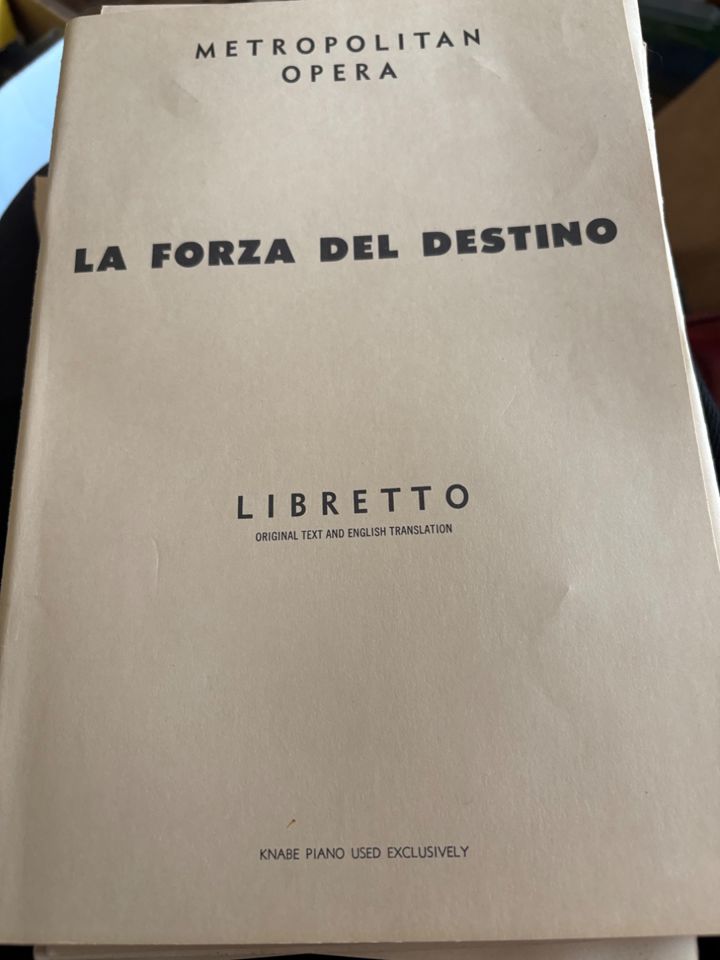 METROPOLITAN
OPERA
LA FORZA DEL DESTINO
LIBRETTO
ORIGINAL TEXT AND ENGLISH TRANSLATION
KNABE PIANO USED EXCLUSIVELY